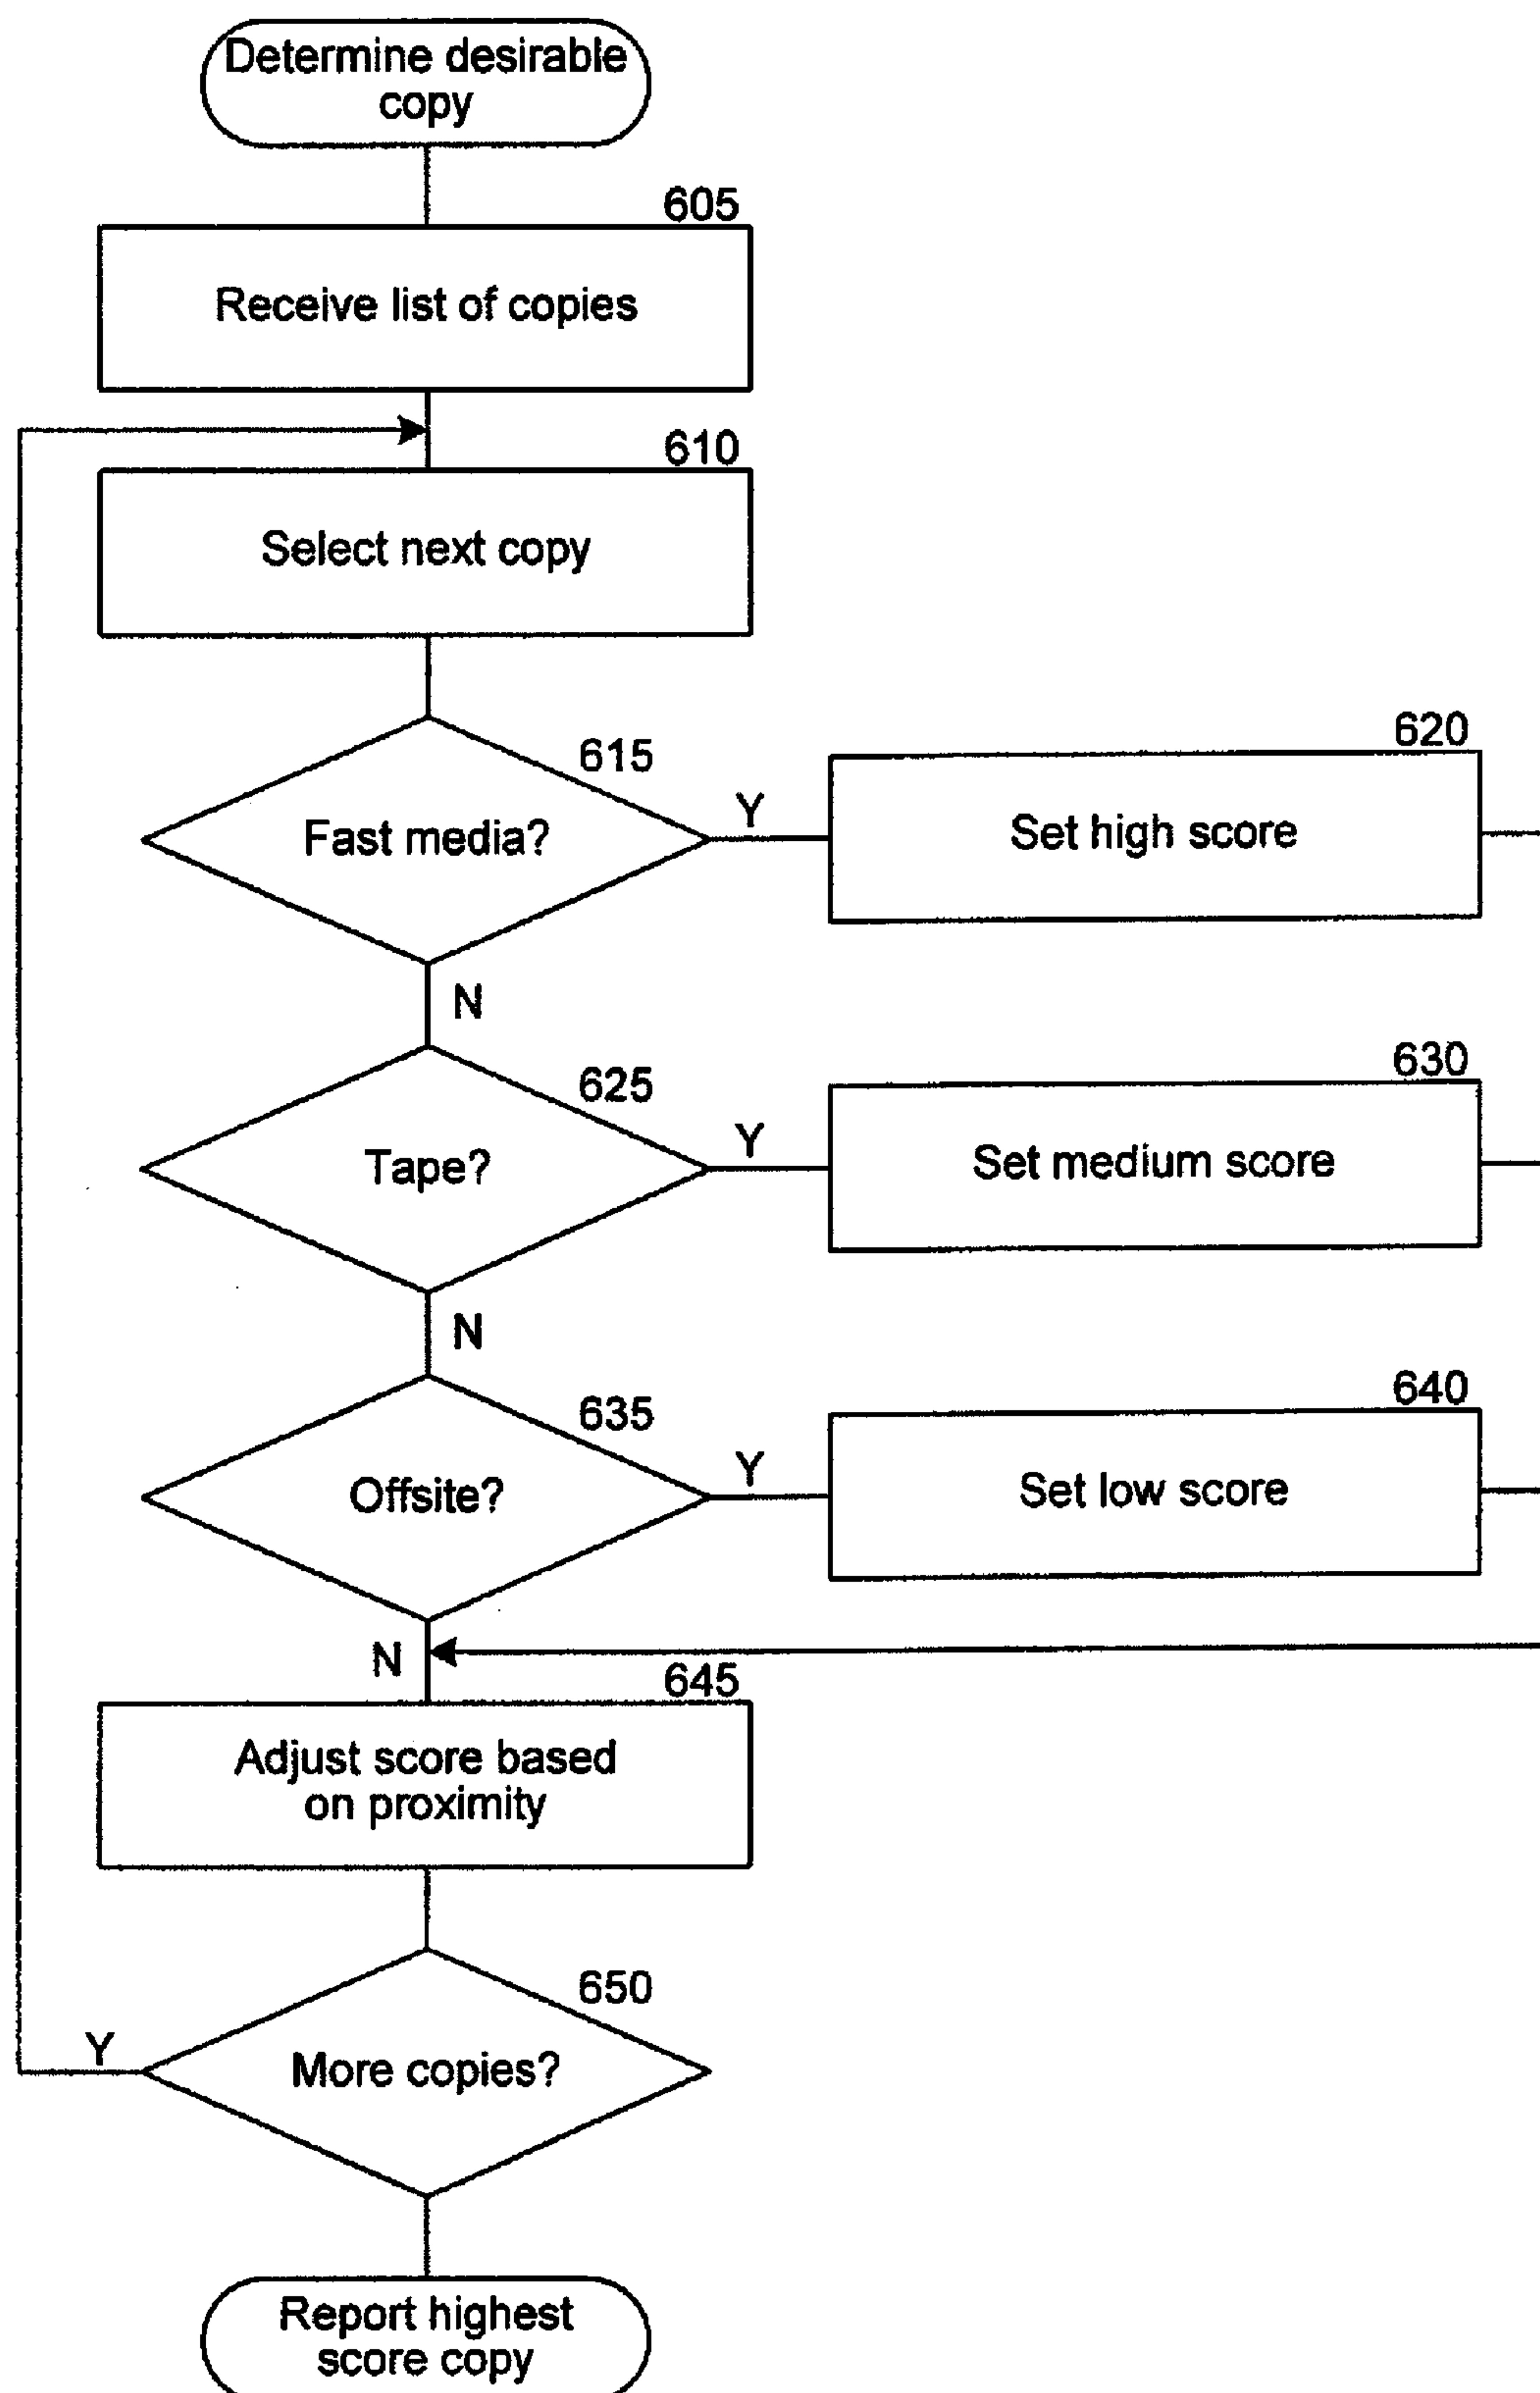 Determine desirable
copy
605
Receive list of copies
610
Select next copy
615
Fast media?
Y
620
Set high score
N
625
Tape?
Y
630
Set medium score
N
635
Offsite?
Y
640
Set low score
N
645
Adjust score based
on proximity
650
More copies?
Y
Report highest
score copy